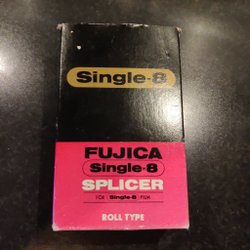 Single-8
FUJICA
Single-8
SPLICER
FOR Single-8 FILM
ROLL TYPE